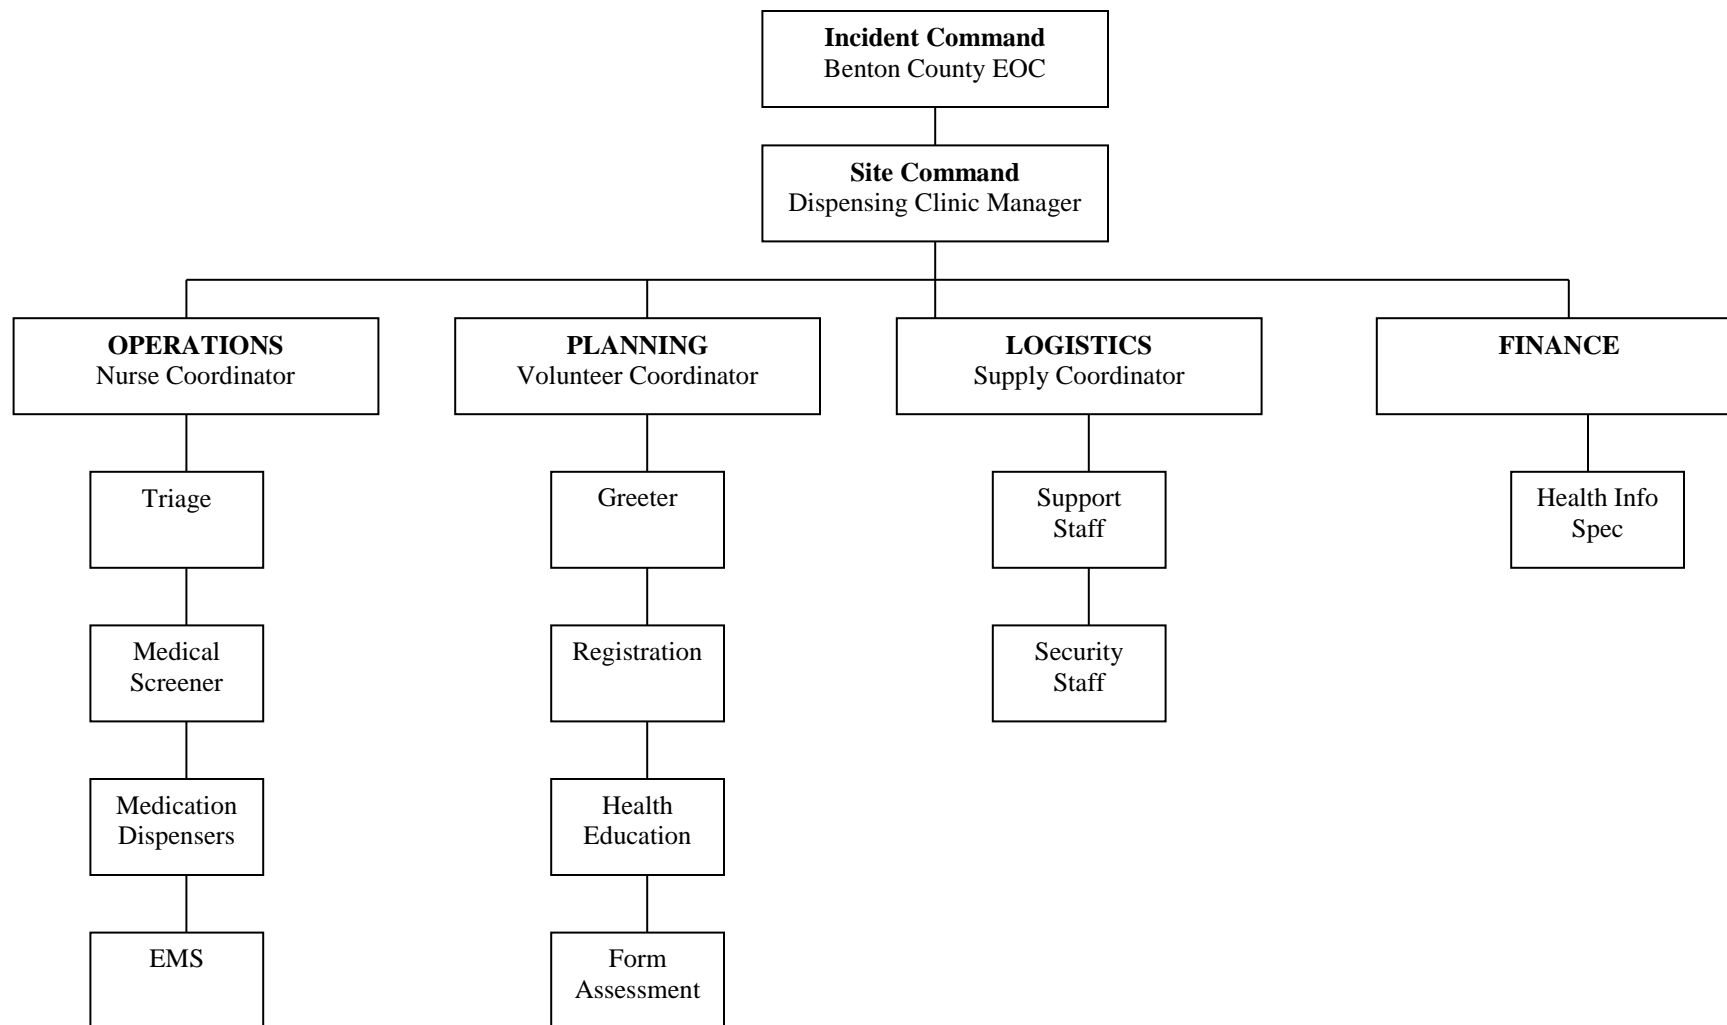 Incident Command
Benton County EOC
Site Command
Dispensing Clinic Manager
OPERATIONS
Nurse Coordinator
PLANNING
Volunteer Coordinator
LOGISTICS
Supply Coordinator
FINANCE
Triage
Greeter
Support
Staff
Health Info
Spec
Medical
Screener
Registration
Security
Staff
Medication
Dispensers
Health
Education
EMS
Form
Assessment